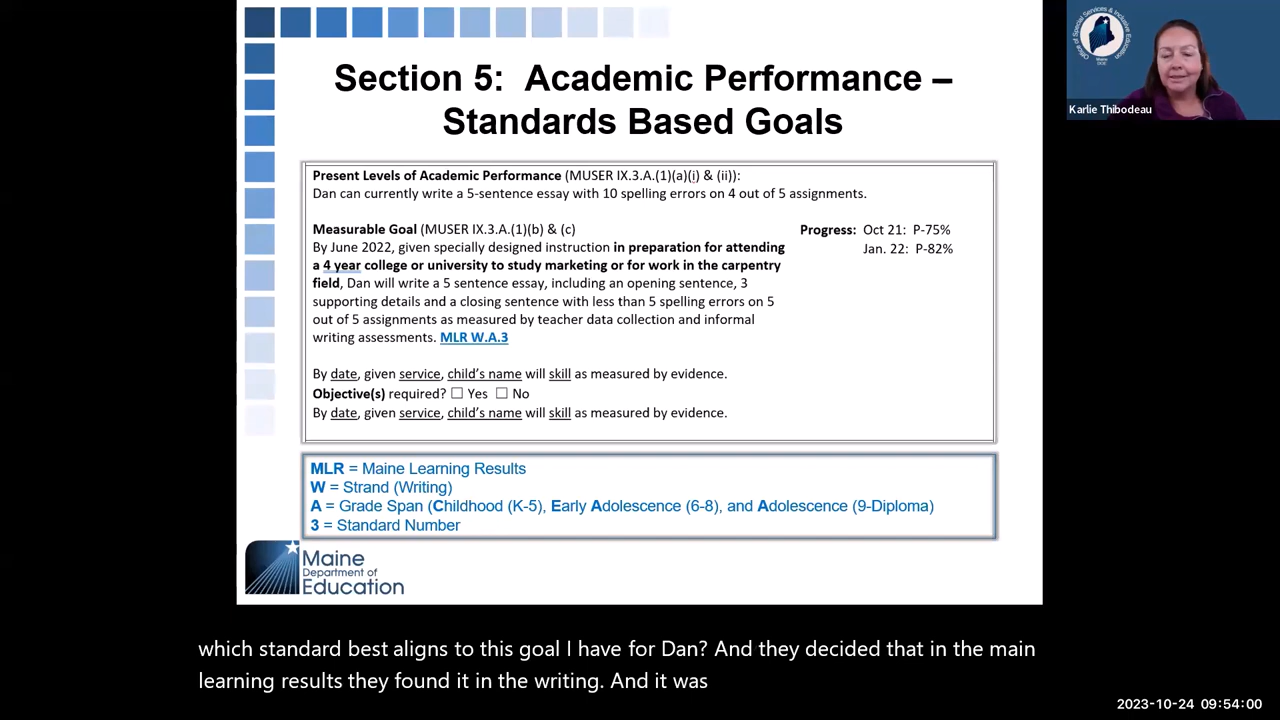 Section 5:  Academic Performance –
Standards Based Goals
Present Levels of Academic Performance (MUSER IX.3.A.(1)(a)(i) & (ii)):
Dan can currently write a 5-sentence essay with 10 spelling errors on 4 out of 5 assignments.
Measurable Goal (MUSER IX.3.A.(1)(b) & (c)
By June 2022, given specially designed instruction in preparation for attending
a 4 year college or university to study marketing or for work in the carpentry
field, Dan will write a 5 sentence essay, including an opening sentence, 3
supporting details and a closing sentence with less than 5 spelling errors on 5
out of 5 assignments as measured by teacher data collection and informal
writing assessments. MLR W.A.3
Progress:  Oct 21:  P-75%
Jan. 22:  P-82%
By date, given service, child's name will skill as measured by evidence.
Objective(s) required? ☐ Yes ☐ No
By date, given service, child's name will skill as measured by evidence.
MLR = Maine Learning Results
W = Strand (Writing)
A = Grade Span (Childhood (K-5), Early Adolescence (6-8), and Adolescence (9-Diploma)
3 = Standard Number
Maine
Department of
Education
Office of Special Services & Inclusive Education
Maine
DOE
Karlie Thibodeau
which standard best aligns to this goal I have for Dan? And they decided that in the main
learning results they found it in the writing. And it was
2023-10-24 09:54:00